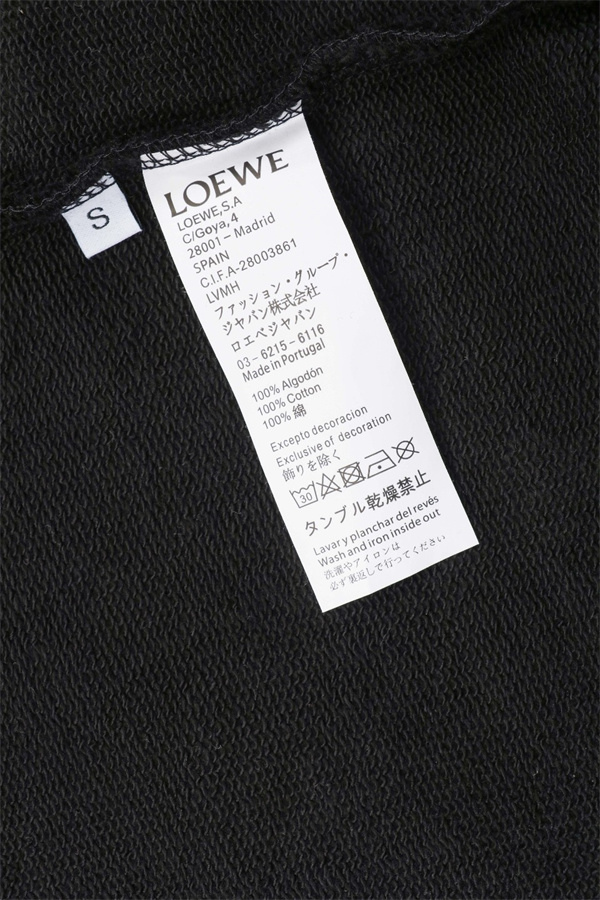 S
LOEWE
LOEWE,S.A
C/Goya, 4
28001 – Madrid
SPAIN
C.I.F.A-28003861
LVMH
ファッション・グループ・
ジャパン株式会社
ロエベジャパン
03 – 6215 – 6116
Made in Portugal
100% Algodón
100% Cotton
100% 綿
Excepto decoracion
Exclusive of decoration
飾りを除く
30
タンブル乾燥禁止
Lavar y planchar del revés
Wash and iron inside out
洗濯やアイロンは
必ず裏返しで行ってください